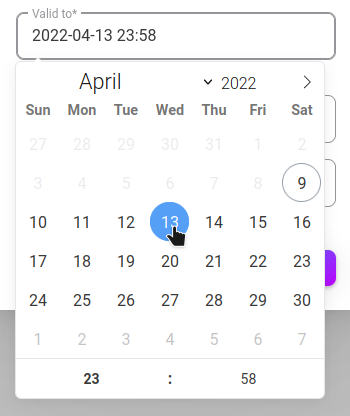 Valid to*
2022-04-13 23:58
April 2022
Sun Mon Tue Wed Thu Fri Sat
27 28 29 30 31 1 2
3 4 5 6 7 8 9
10 11 12 13 14 15 16
17 18 19 20 21 22 23
24 25 26 27 28 29 30
1 2 3 4 5 6 7
23 : 58